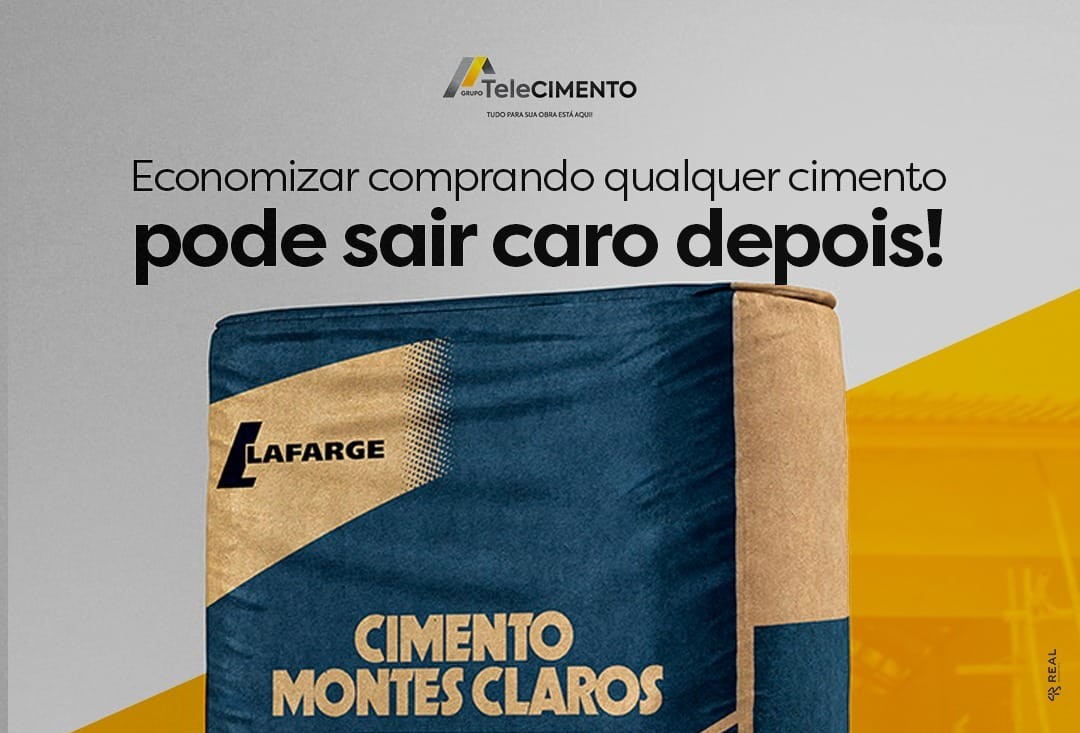 GRUPO TeleCIMENTO
TUDO PARA SUA OBRA ESTÁ AQUI!
Economizar comprando qualquer cimento
pode sair caro depois!
LAFARGE
CIMENTO
MONTES CLAROS
REAL